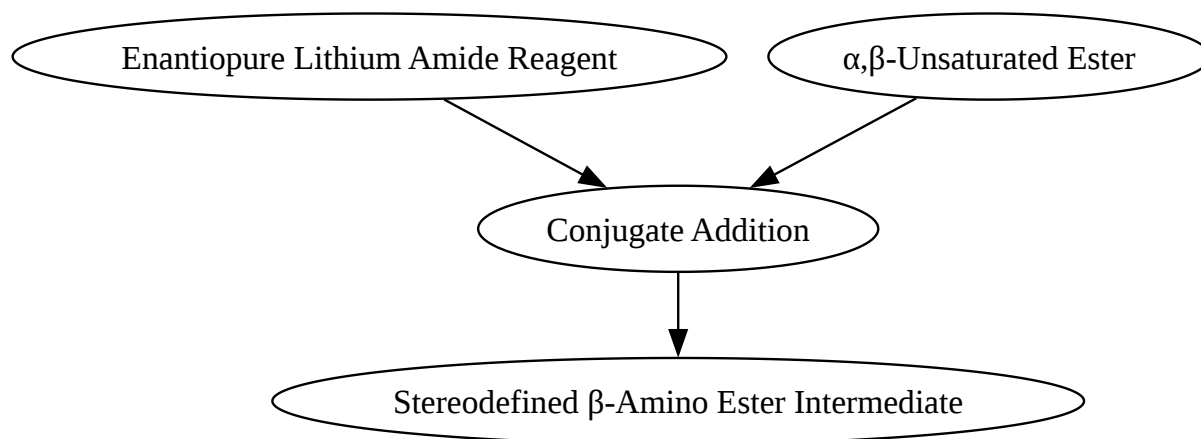 Enantiopure Lithium Amide Reagent
α,β-Unsaturated Ester
Conjugate Addition
Stereodefined β-Amino Ester Intermediate